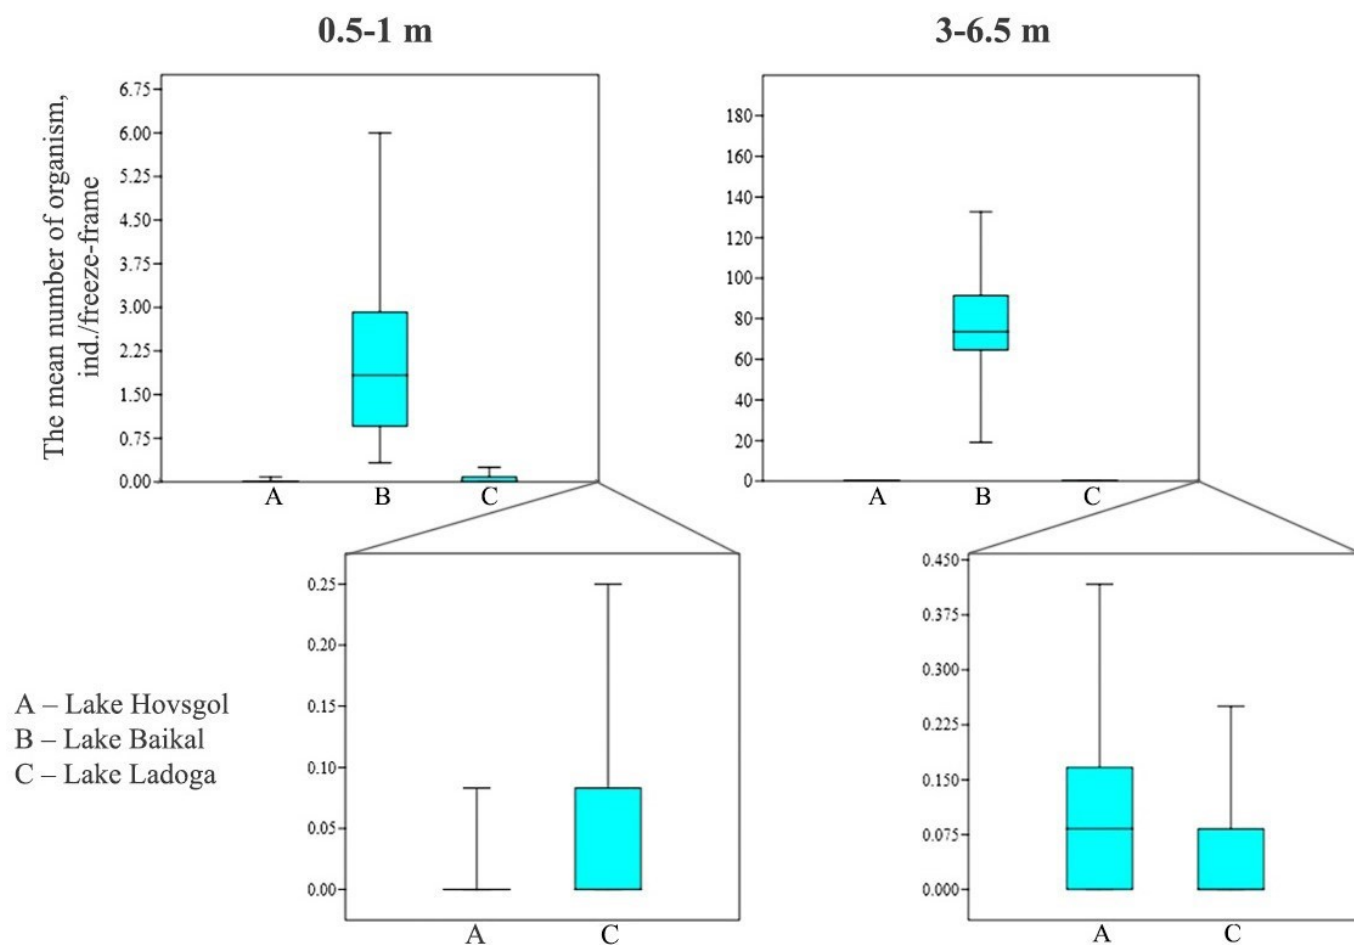 0.5-1 m
3-6.5 m
The mean number of organism,
ind./freeze-frame
6.75
6.00
5.25
4.50
3.75
3.00
2.25
1.50
0.75
0.00
A
B
C
180
160
140
120
100
80
60
40
20
0
A
B
C
0.25
0.20
0.15
0.10
0.05
0.00
A
C
0.450
0.375
0.300
0.225
0.150
0.075
0.000
A
C
A – Lake Hovsgol
B – Lake Baikal
C – Lake Ladoga